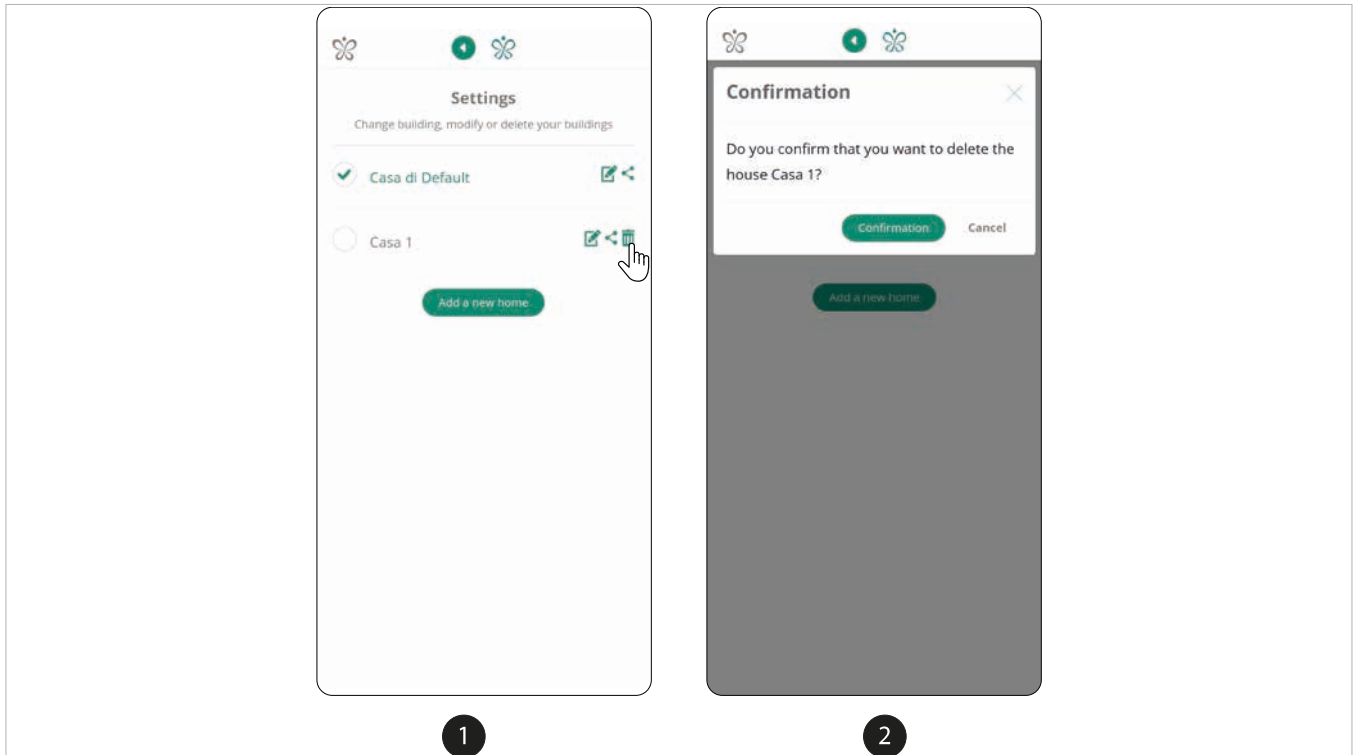 Settings
Change building, modify or delete your buildings
Casa di Default
Casa 1
Add a new home
1
Confirmation
Do you confirm that you want to delete the
house Casa 1?
Confirmation
Cancel
Add a new home
2